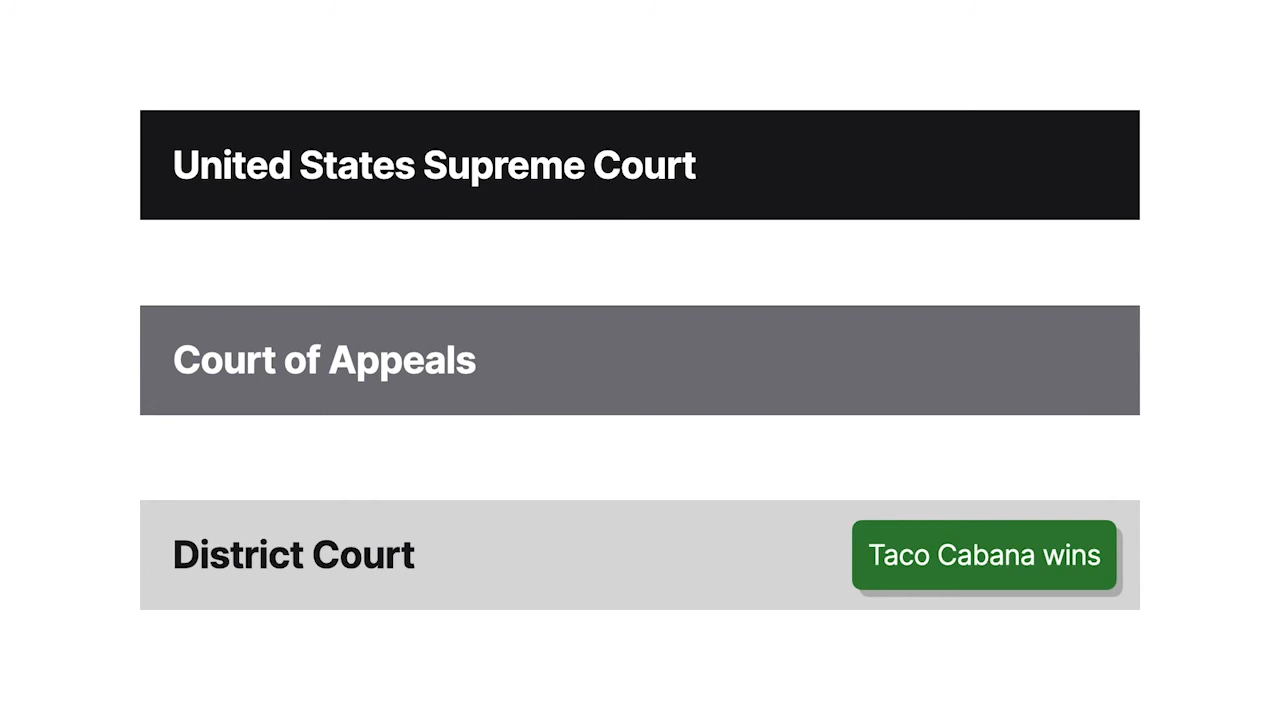 United States Supreme Court
Court of Appeals
District Court
Taco Cabana wins